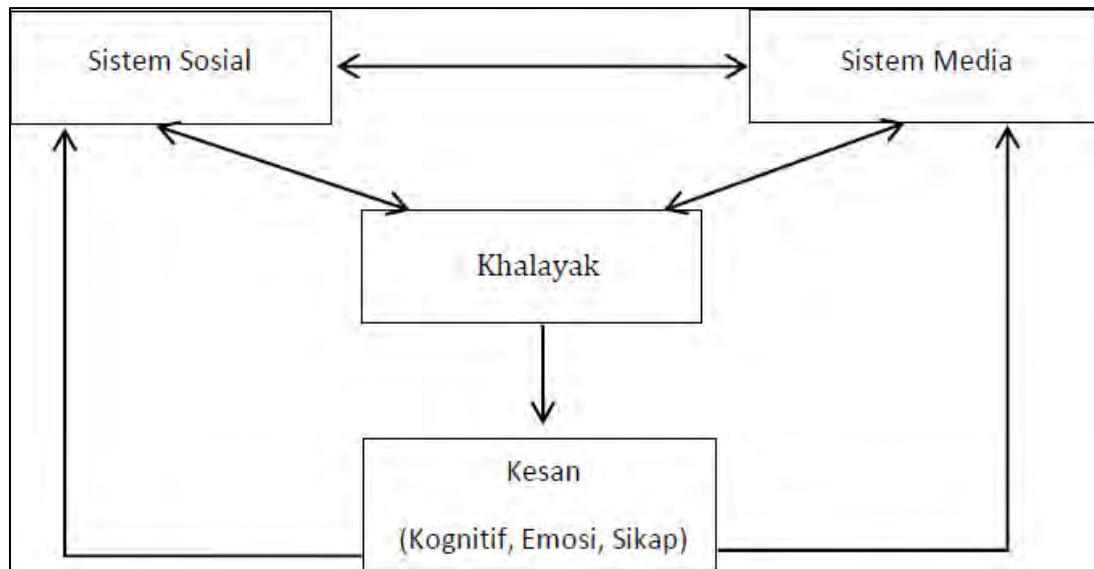 Sistem Sosial
Sistem Media
Khalayak
Kesan
(Kognitif, Emosi, Sikap)